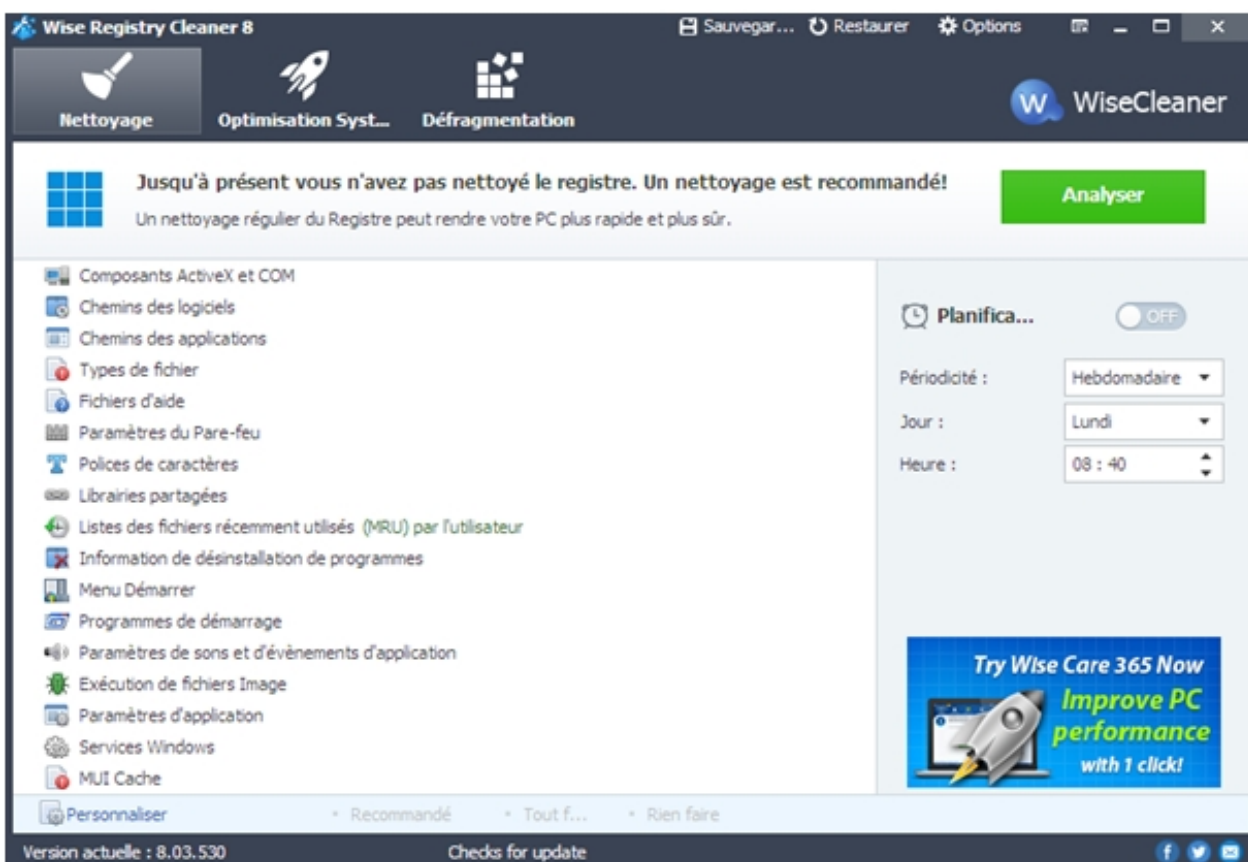 Wise Registry Cleaner 8
Sauvegar... Restaurer Options
Nettoyage Optimisation Syst... Défragmentation
W WiseCleaner
Jusqu'à présent vous n'avez pas nettoyé le registre. Un nettoyage est recommandé!
Un nettoyage régulier du Registre peut rendre votre PC plus rapide et plus sûr.
Analyser
Composants ActiveX et COM
Chemins des logiciels
Chemins des applications
Types de fichier
Fichiers d'aide
Paramètres du Pare-feu
Polices de caractères
Librairies partagées
Listes des fichiers récemment utilisés (MRU) par l'utilisateur
Information de désinstallation de programmes
Menu Démarrer
Programmes de démarrage
Paramètres de sons et d'évènements d'application
Exécution de fichiers Image
Paramètres d'application
Services Windows
MUI Cache
Planifica... OFF
Périodicité : Hebdomadaire
Jour : Lundi
Heure : 08 : 40
Try Wise Care 365 Now
Improve PC
performance
with 1 click!
Personnaliser • Recommandé • Tout f... • Rien faire
Version actuelle : 8.03.530 Checks for update